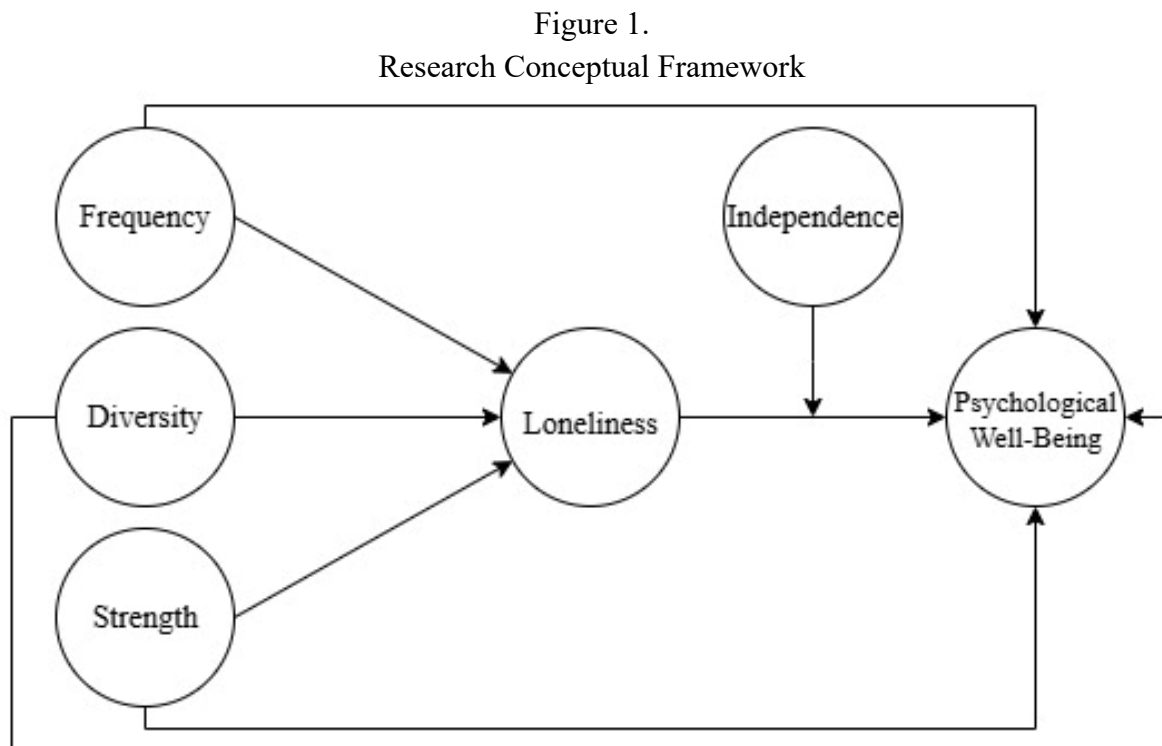 Figure 1.
Research Conceptual Framework
Frequency
Independence
Diversity
Loneliness
Psychological
Well-Being
Strength